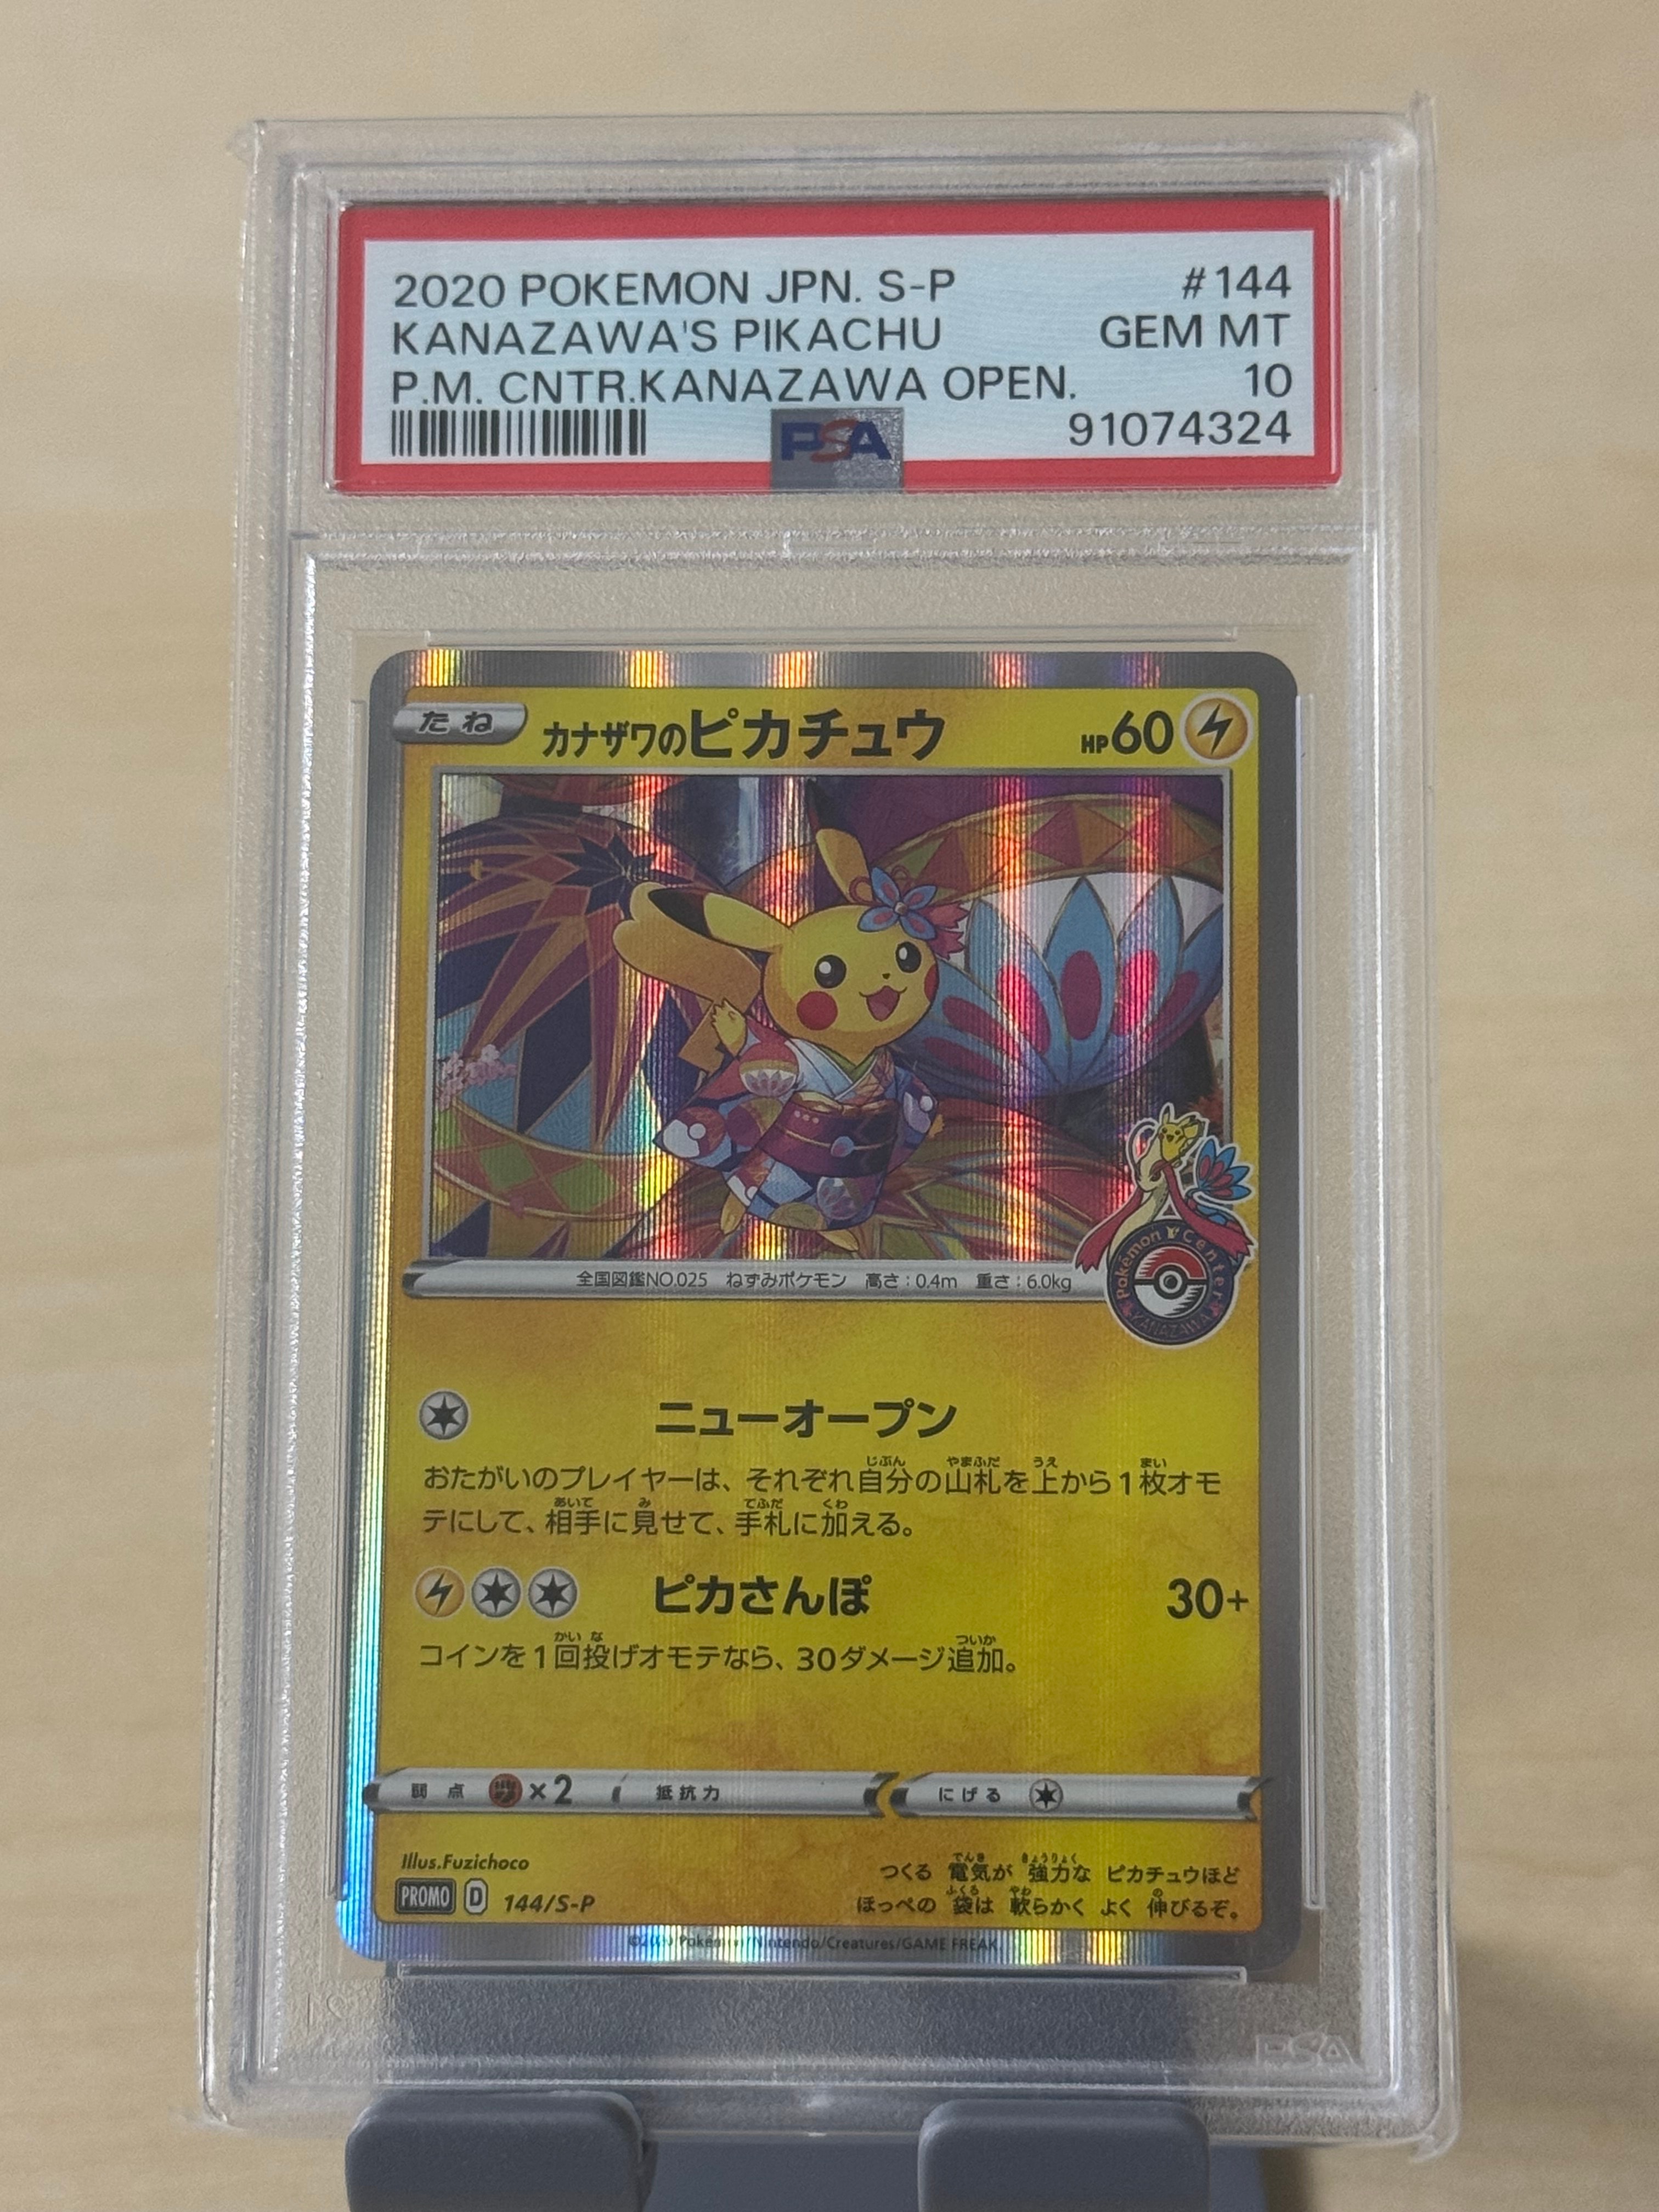 2020 POKEMON JPN. S-P #144
KANAZAWA'S PIKACHU GEM MT
P.M. CNTR.KANAZAWA OPEN. 10
PSA 91074324
たね カナザワのピカチュウ HP60
全国図鑑NO.025 ねずみポケモン 高さ:0.4m 重さ:6.0kg
Pokémon Center
KANAZAWA
ニューオープン
おたがいのプレイヤーは、それぞれ自分の山札を上から1枚オモ
テにして、相手に見せて、手札に加える。
ピカさんぽ 30+
コインを1回投げオモテなら、30ダメージ追加。
弱点 ×2 抵抗力 にげる
Illus.Fuzichoco
PROMO D 144/S-P
つくる 電気が 強力な ピカチュウほど
ほっぺの 袋は 軟らかく よく 伸びるぞ。
Pokémon/Nintendo/Creatures/GAME FREAK.
PSA